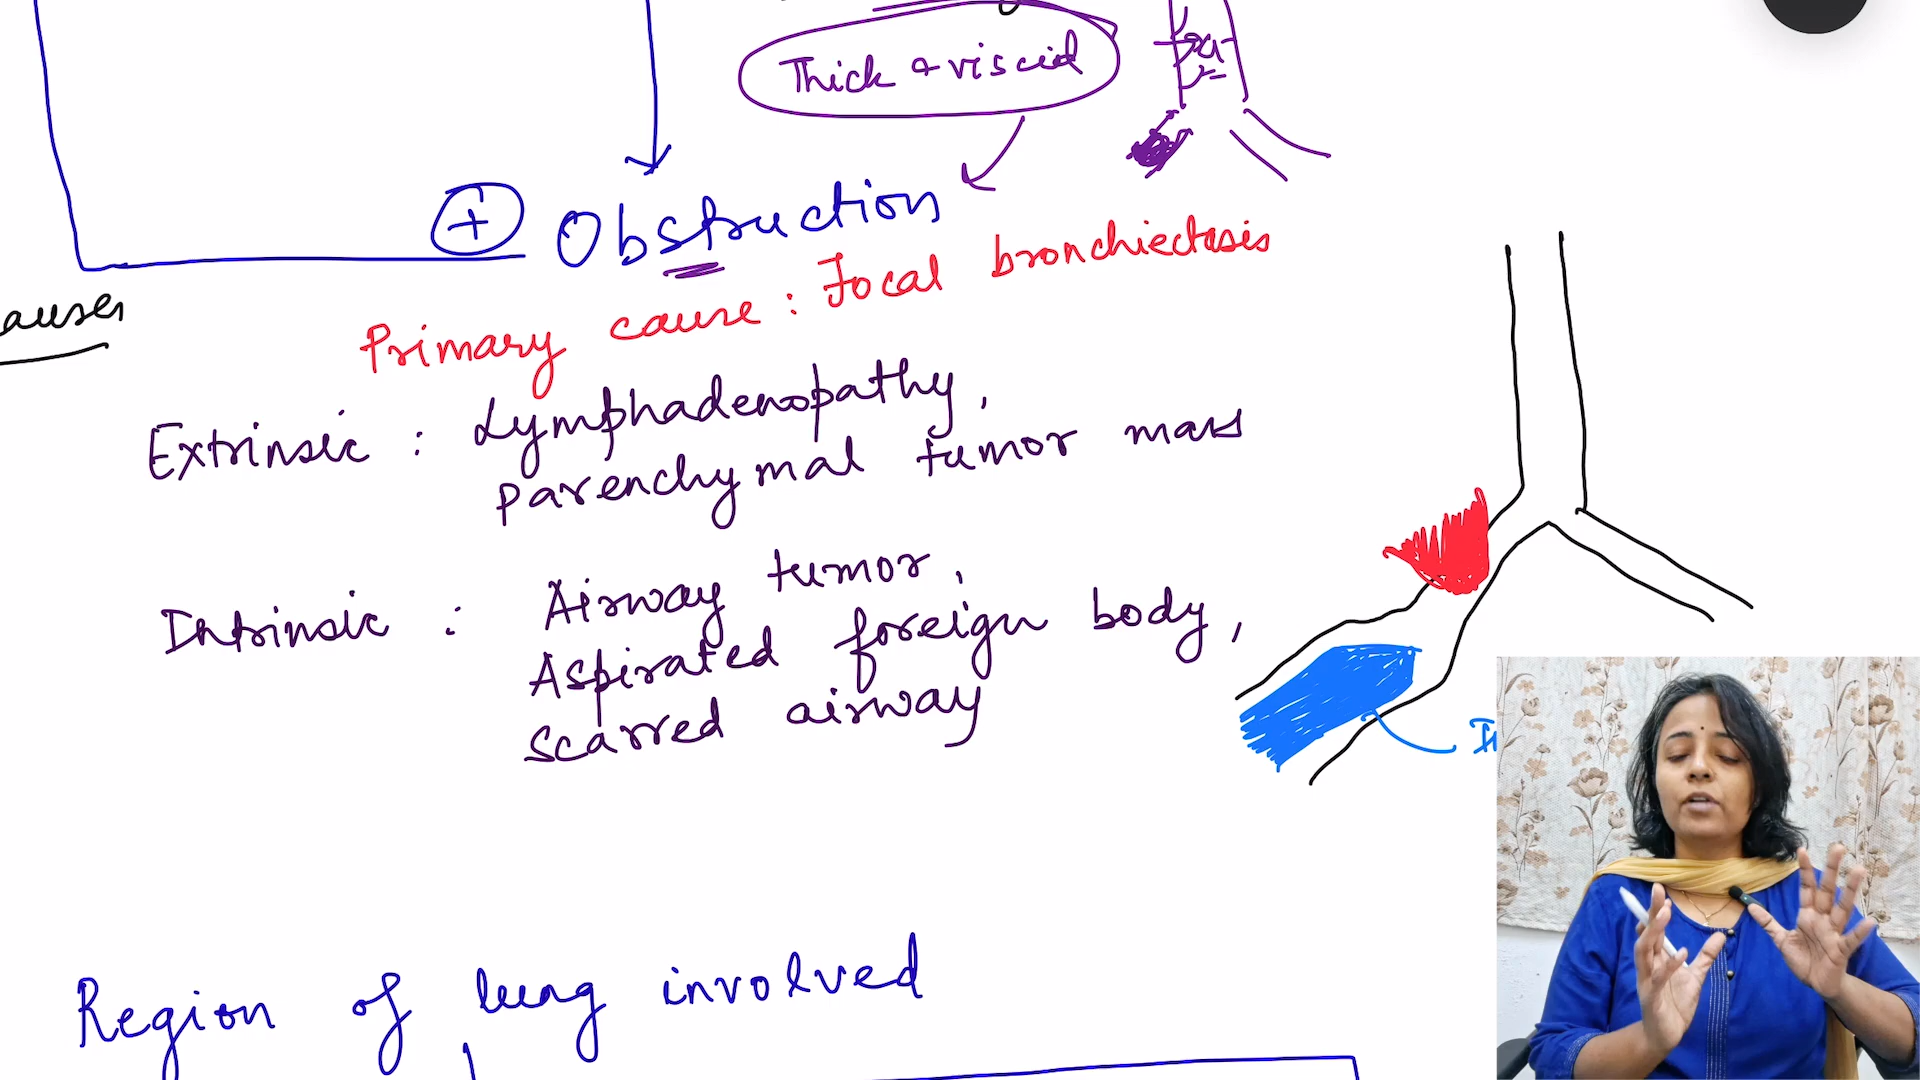 Thick & viscid
+ Obstruction
Primary cause : Focal bronchiectasis
auses
Extrinsic : Lymphadenopathy,
parenchymal tumor mass
Intrinsic : Airway tumor,
Aspirated foreign body,
scarred airway
Region of lung involved